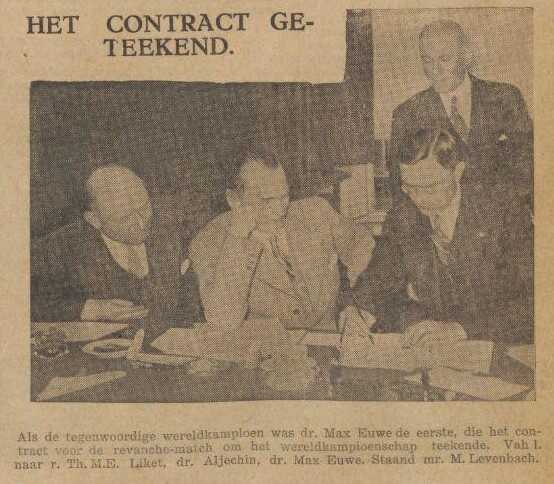 HET CONTRACT GE-
TEEKEND.
Als de tegenwoordige wereldkampioen was dr. Max Euwe de eerste, die het con-
tract voor de revanche-match om het wereldkampioenschap teekende. Van l.
naar r. Th. M.E. Liket, dr. Aljechin, dr. Max Euwe. Staand mr. M. Levenbach.